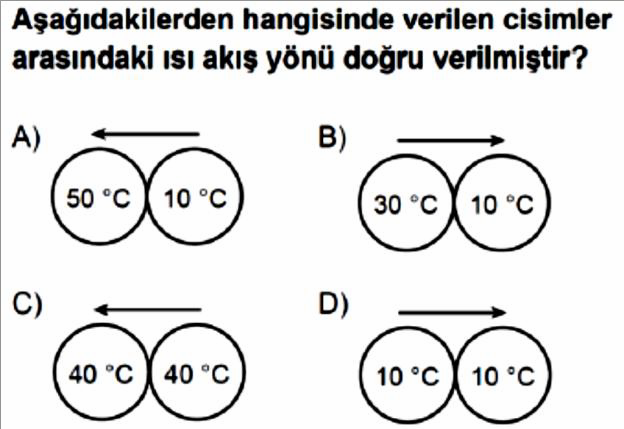 Aşağıdakilerden hangisinde verilen cisimler
arasındaki ısı akış yönü doğru verilmiştir?
A)
50 °C 10 °C
B)
30 °C 10 °C
C)
40 °C 40 °C
D)
10 °C 10 °C